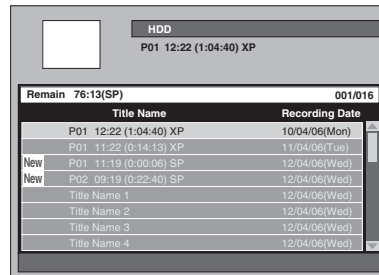 HDD
P01 12:22 (1:04:40) XP
Remain 76:13(SP) 001/016
Title Name Recording Date
P01 12:22 (1:04:40) XP 10/04/06(Mon)
P01 11:22 (0:14:13) XP 11/04/06(Tue)
New P01 11:19 (0:00:06) SP 12/04/06(Wed)
New P02 09:19 (0:22:40) SP 12/04/06(Wed)
Title Name 1 12/04/06(Wed)
Title Name 2 12/04/06(Wed)
Title Name 3 12/04/06(Wed)
Title Name 4 12/04/06(Wed)